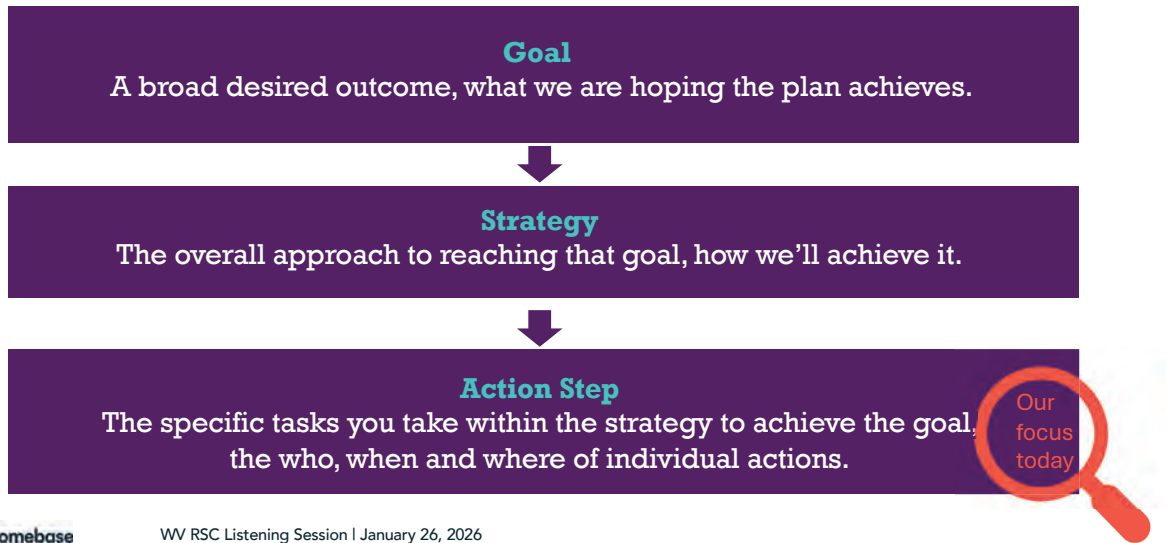 Goal
A broad desired outcome, what we are hoping the plan achieves.
Strategy
The overall approach to reaching that goal, how we’ll achieve it.
Action Step
The specific tasks you take within the strategy to achieve the goal,
the who, when and where of individual actions.
Our
focus
today
omebase
WV RSC Listening Session | January 26, 2026